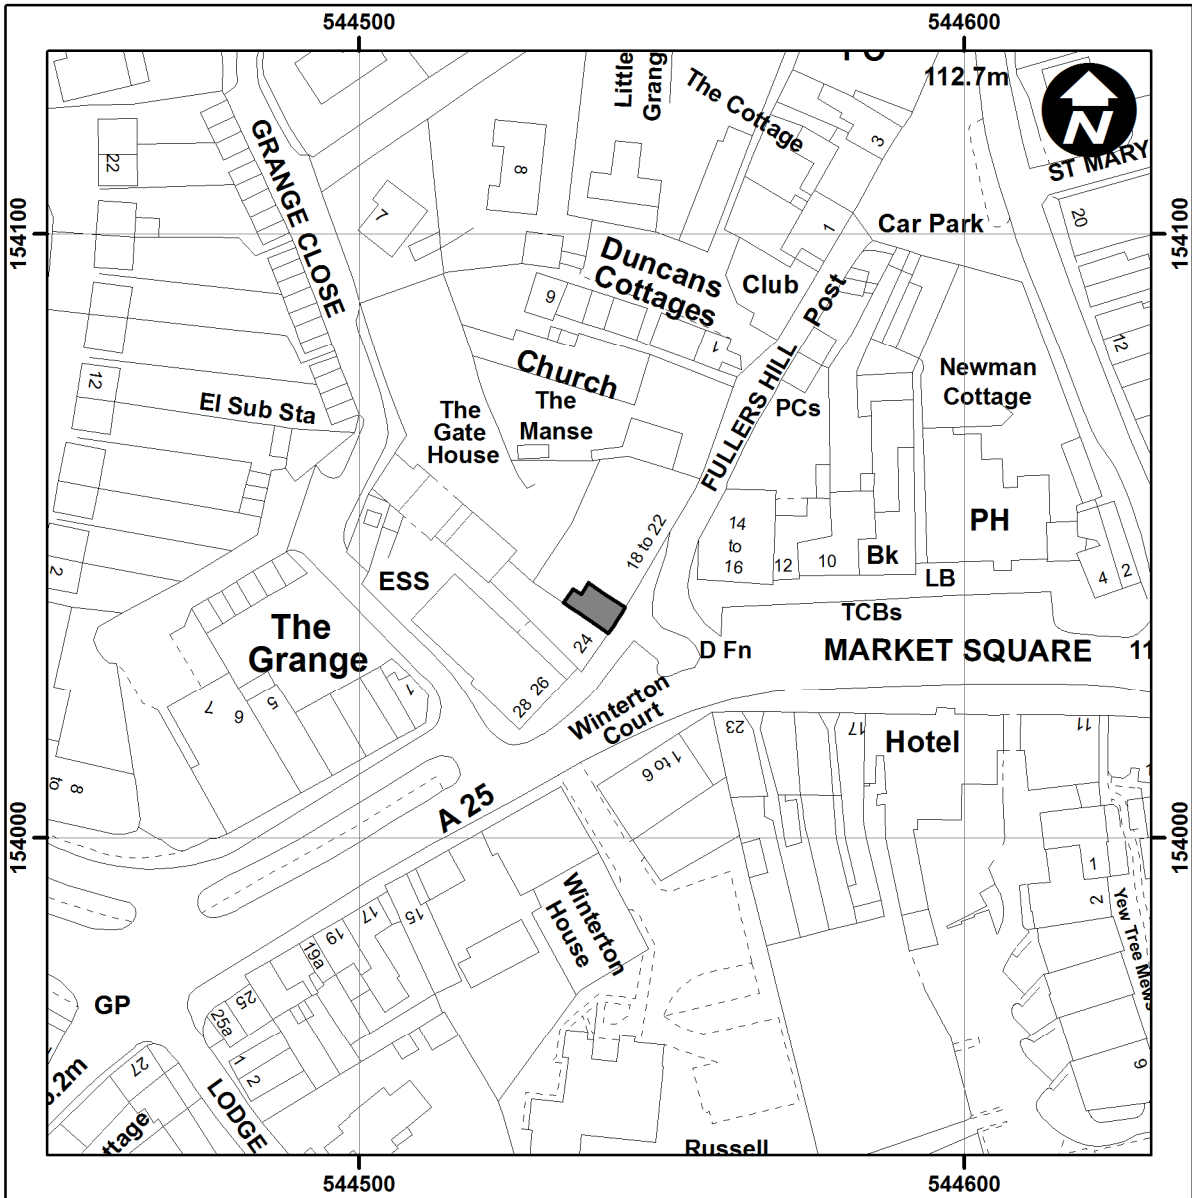 544500
544600
154100
154100
154000
154000
544500
544600
N
112.7m
ST MARY
Little
Grang
The Cottage
3
22
GRANGE CLOSE
8
7
1
Car Park
20
Duncans
Cottages
Club
Post
6
1
12
FULLERS HILL
Church
Newman
Cottage
12
El Sub Sta
The
Gate
House
The
Manse
PCs
14
to
16
12
10
Bk
PH
LB
4
2
18 to 22
2
ESS
TCBs
The
Grange
24
D Fn
MARKET SQUARE
11
26
28
Winterton
Court
7
6
5
1
23
17
11
Hotel
1 to 6
8
to
A 25
1
2
Yew Tree Mews
9
Winterton
House
15
17
19
19a
25
25a
GP
1
2
27
LODGE
.2m
ttage
Russell